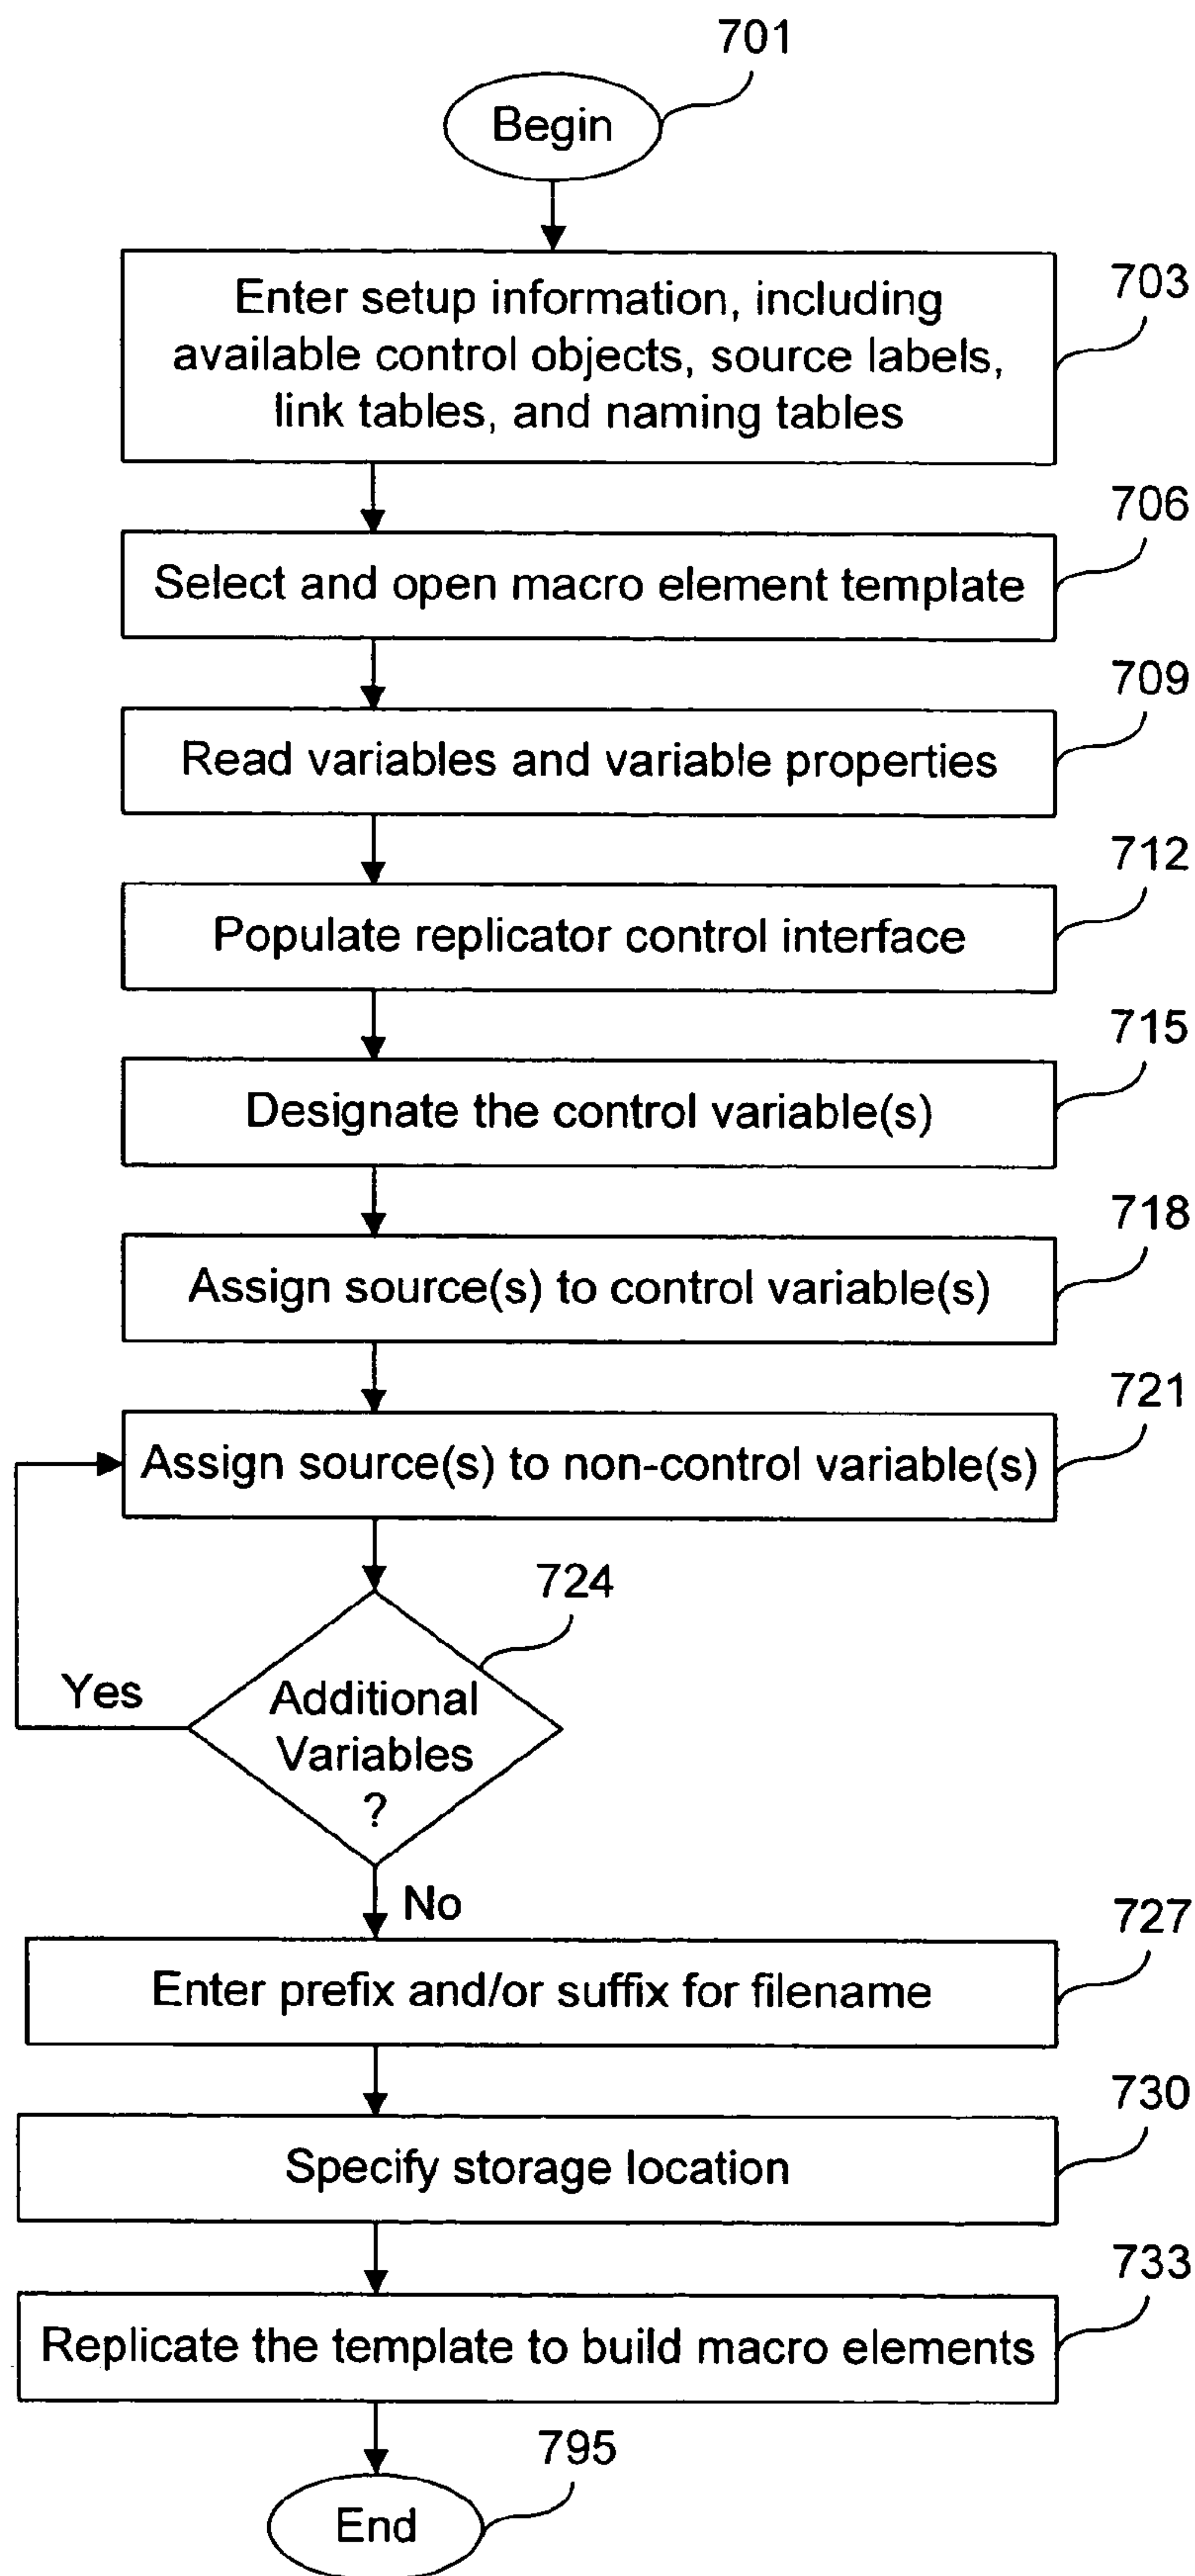 701
Begin
703
Enter setup information, including
available control objects, source labels,
link tables, and naming tables
706
Select and open macro element template
709
Read variables and variable properties
712
Populate replicator control interface
715
Designate the control variable(s)
718
Assign source(s) to control variable(s)
721
Assign source(s) to non-control variable(s)
724
Yes
Additional
Variables
?
No
727
Enter prefix and/or suffix for filename
730
Specify storage location
733
Replicate the template to build macro elements
795
End